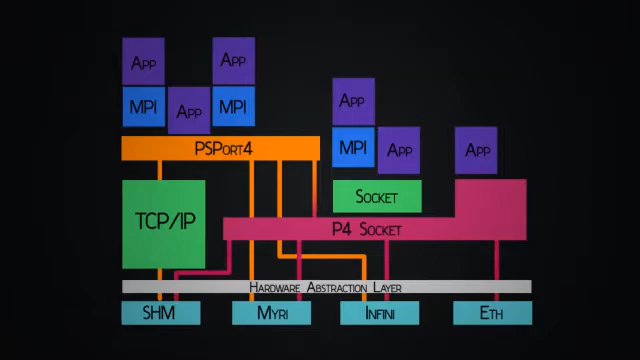 App
App
MPI
App
MPI
App
MPI
App
App
PSPort4
Socket
TCP/IP
P4 Socket
Hardware Abstraction Layer
SHM
Myri
Infini
Eth